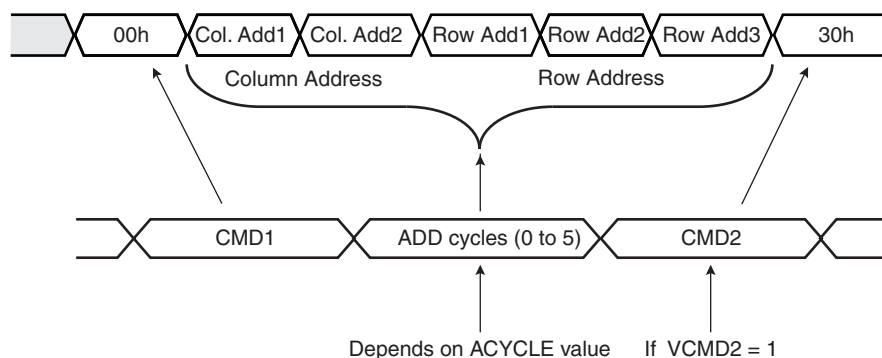 00h Col. Add1 Col. Add2 Row Add1 Row Add2 Row Add3 30h
Column Address Row Address
CMD1 ADD cycles (0 to 5) CMD2
Depends on ACYCLE value If VCMD2 = 1